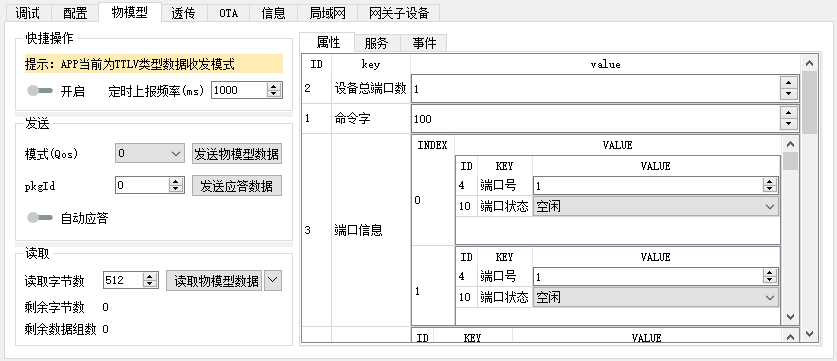 调试 配置 物模型 透传 OTA 信息 局域网 网关子设备
快捷操作
提示：APP当前为TTLV类型数据收发模式
开启 定时上报频率(ms) 1000
发送
模式(Qos) 0 发送物模型数据
pkgId 0 发送应答数据
自动应答
读取
读取字节数 512 读取物模型数据
剩余字节数 0
剩余数据组数 0
属性 服务 事件
ID key value
2 设备总端口数 1
1 命令字 100
3 端口信息
INDEX VALUE
0
ID KEY VALUE
4 端口号 1
10 端口状态 空闲
1
ID KEY VALUE
4 端口号 1
10 端口状态 空闲
ID KEY VALUE